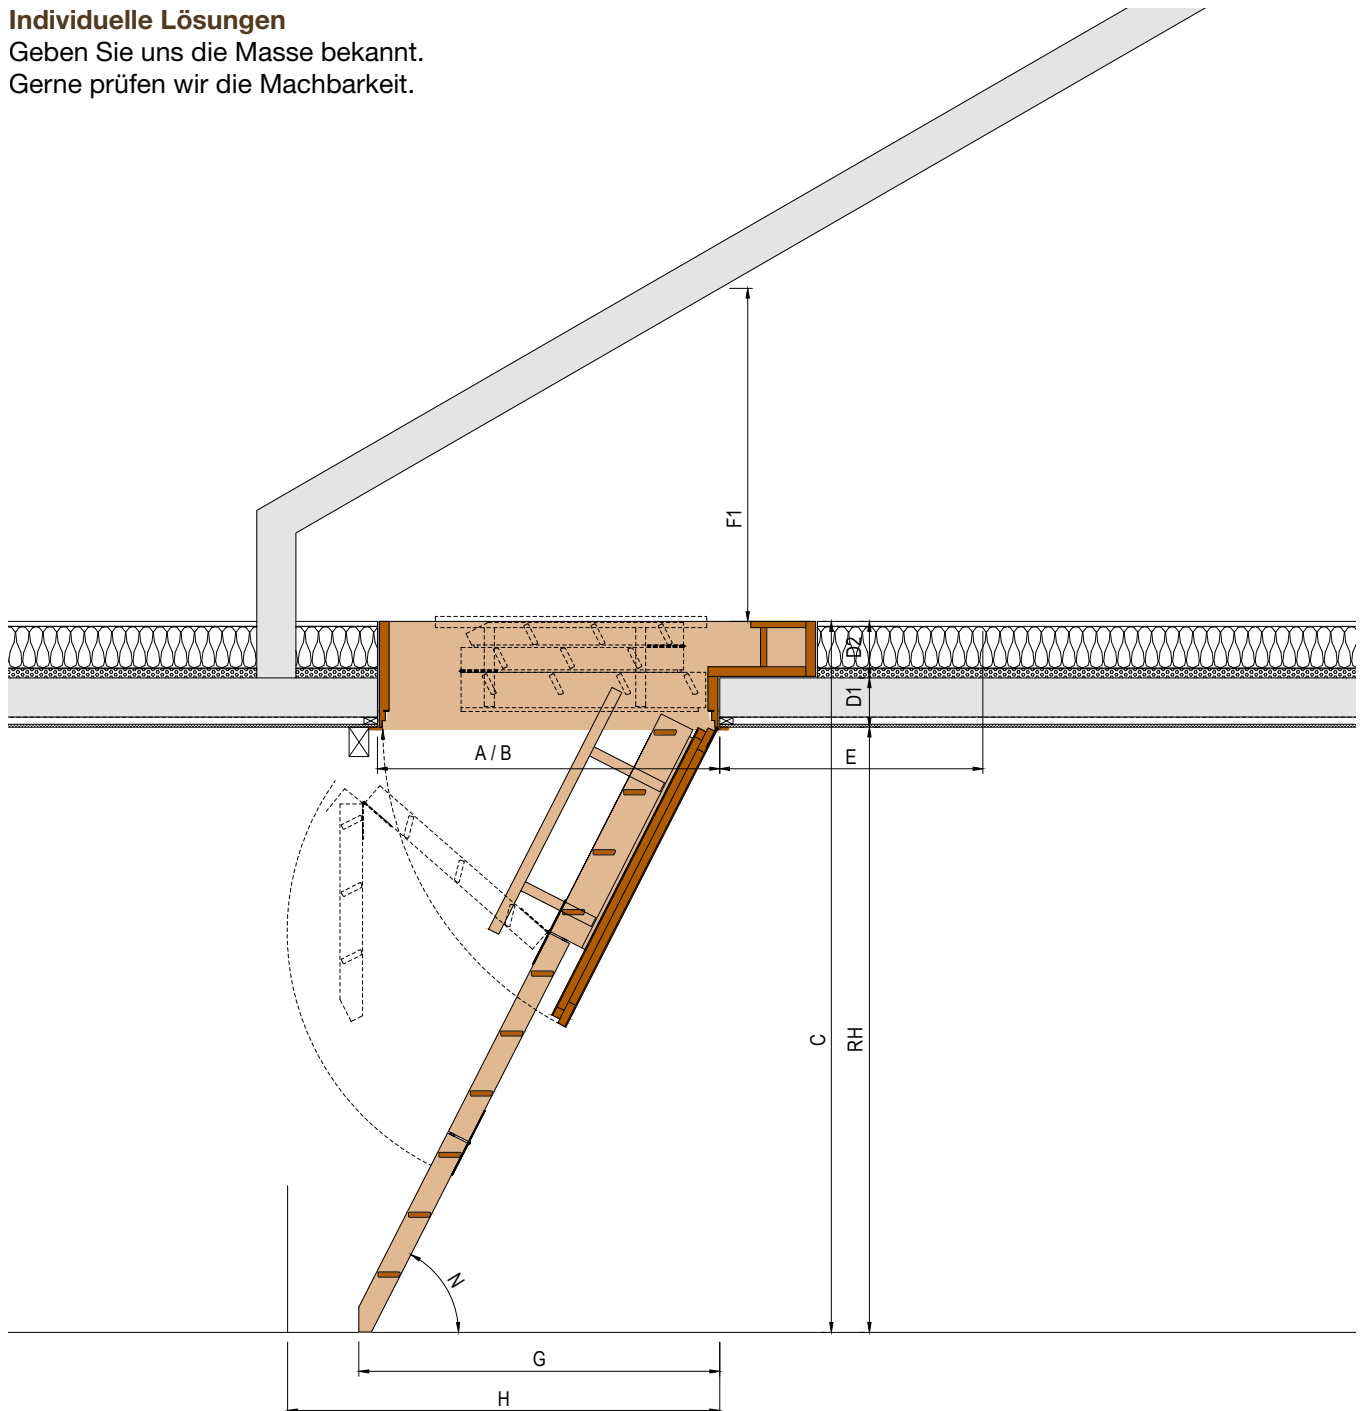 Individuelle Lösungen
Geben Sie uns die Masse bekannt.
Gerne prüfen wir die Machbarkeit.
F1
D2
D1
A / B
E
C
RH
N
G
H